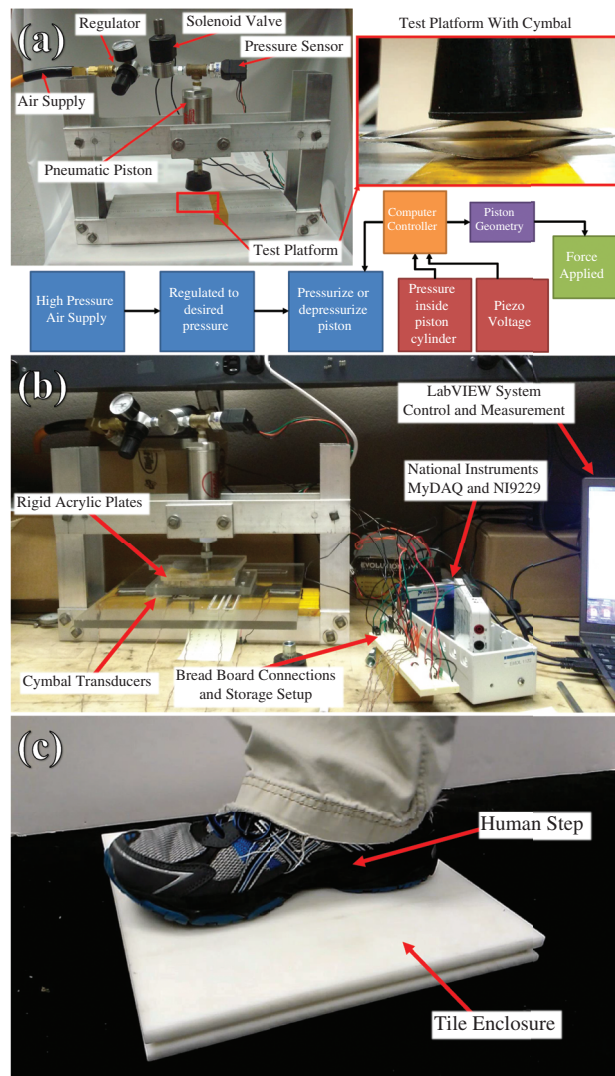 (a)
Regulator
Solenoid Valve
Pressure Sensor
Air Supply
Pneumatic Piston
Test Platform
Test Platform With Cymbal
Computer
Controller
Piston
Geometry
Force
Applied
High Pressure
Air Supply
Regulated to
desired
pressure
Pressurize or
depressurize
piston
Pressure
inside
piston
cylinder
Piezo
Voltage
(b)
LabVIEW System
Control and Measurement
National Instruments
MyDAQ and NI9229
Rigid Acrylic Plates
EVOLUTION
Cymbal Transducers
Bread Board Connections
and Storage Setup
(c)
Human Step
Tile Enclosure